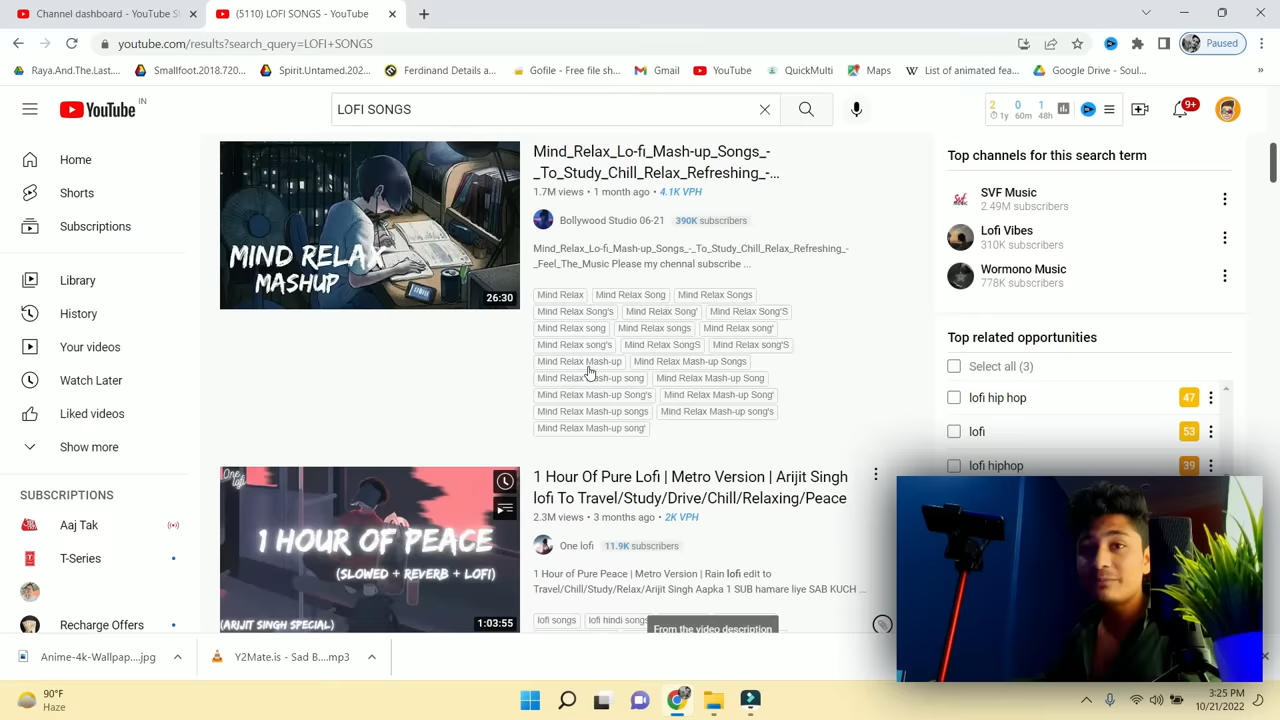 Channel dashboard - YouTube S
(5110) LOFI SONGS - YouTube
youtube.com/results?search_query=LOFI+SONGS
Paused
Raya.And.The.Last....
Smallfoot.2018.720...
Spirit.Untamed.202...
Ferdinand Details a...
Gofile - Free file sh...
Gmail
YouTube
QuickMulti
Maps
List of animated fea...
Google Drive - Soul...
»
YouTube IN
LOFI SONGS
2 0 1
1y 60m 48h
9+
Home
Shorts
Subscriptions
Library
History
Your videos
Watch Later
Liked videos
Show more
SUBSCRIPTIONS
Aaj Tak
T-Series
Recharge Offers
MIND RELAX
MASHUP
26:30
Mind_Relax_Lo-fi_Mash-up_Songs_-
_To_Study_Chill_Relax_Refreshing_-...
1.7M views • 1 month ago • 4.1K VPH
Bollywood Studio 06-21 390K subscribers
Mind_Relax_Lo-fi_Mash-up_Songs_-_To_Study_Chill_Relax_Refreshing_-
_Feel_The_Music Please my chennal subscribe ...
Mind Relax Mind Relax Song Mind Relax Songs
Mind Relax Song's Mind Relax Song' Mind Relax Song'S
Mind Relax song Mind Relax songs Mind Relax song'
Mind Relax song's Mind Relax SongS Mind Relax song'S
Mind Relax Mash-up Mind Relax Mash-up Songs
Mind Relax Mash-up song Mind Relax Mash-up Song
Mind Relax Mash-up Song's Mind Relax Mash-up Song'
Mind Relax Mash-up songs Mind Relax Mash-up song's
Mind Relax Mash-up song'
One lofi
1 HOUR OF PEACE
(SLOWED + REVERB + LOFI)
(ARIJIT SINGH SPECIAL)
1:03:55
1 Hour Of Pure Lofi | Metro Version | Arijit Singh
lofi To Travel/Study/Drive/Chill/Relaxing/Peace
2.3M views • 3 months ago • 2K VPH
One lofi 11.9K subscribers
1 Hour of Pure Peace | Metro Version | Rain lofi edit to
Travel/Chill/Study/Relax/Arijit Singh Aapka 1 SUB hamare liye SAB KUCH ...
lofi songs lofi hindi songs
From the video description
Top channels for this search term
SVF Music
2.49M subscribers
Lofi Vibes
310K subscribers
Wormono Music
778K subscribers
Top related opportunities
Select all (3)
lofi hip hop 47
lofi 53
lofi hiphop 39
Anime-4k-Wallpap....jpg
Y2Mate.is - Sad B....mp3
90°F
Haze
3:25 PM
10/21/2022